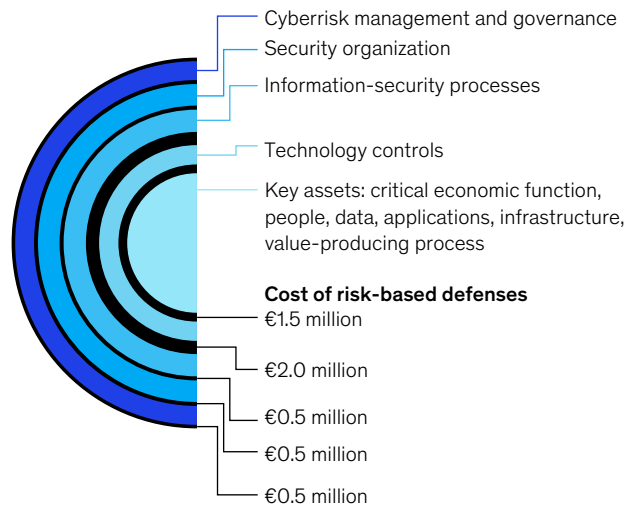 Cyberrisk management and governance
Security organization
Information-security processes
Technology controls
Key assets: critical economic function,
people, data, applications, infrastructure,
value-producing process
Cost of risk-based defenses
€1.5 million
€2.0 million
€0.5 million
€0.5 million
€0.5 million